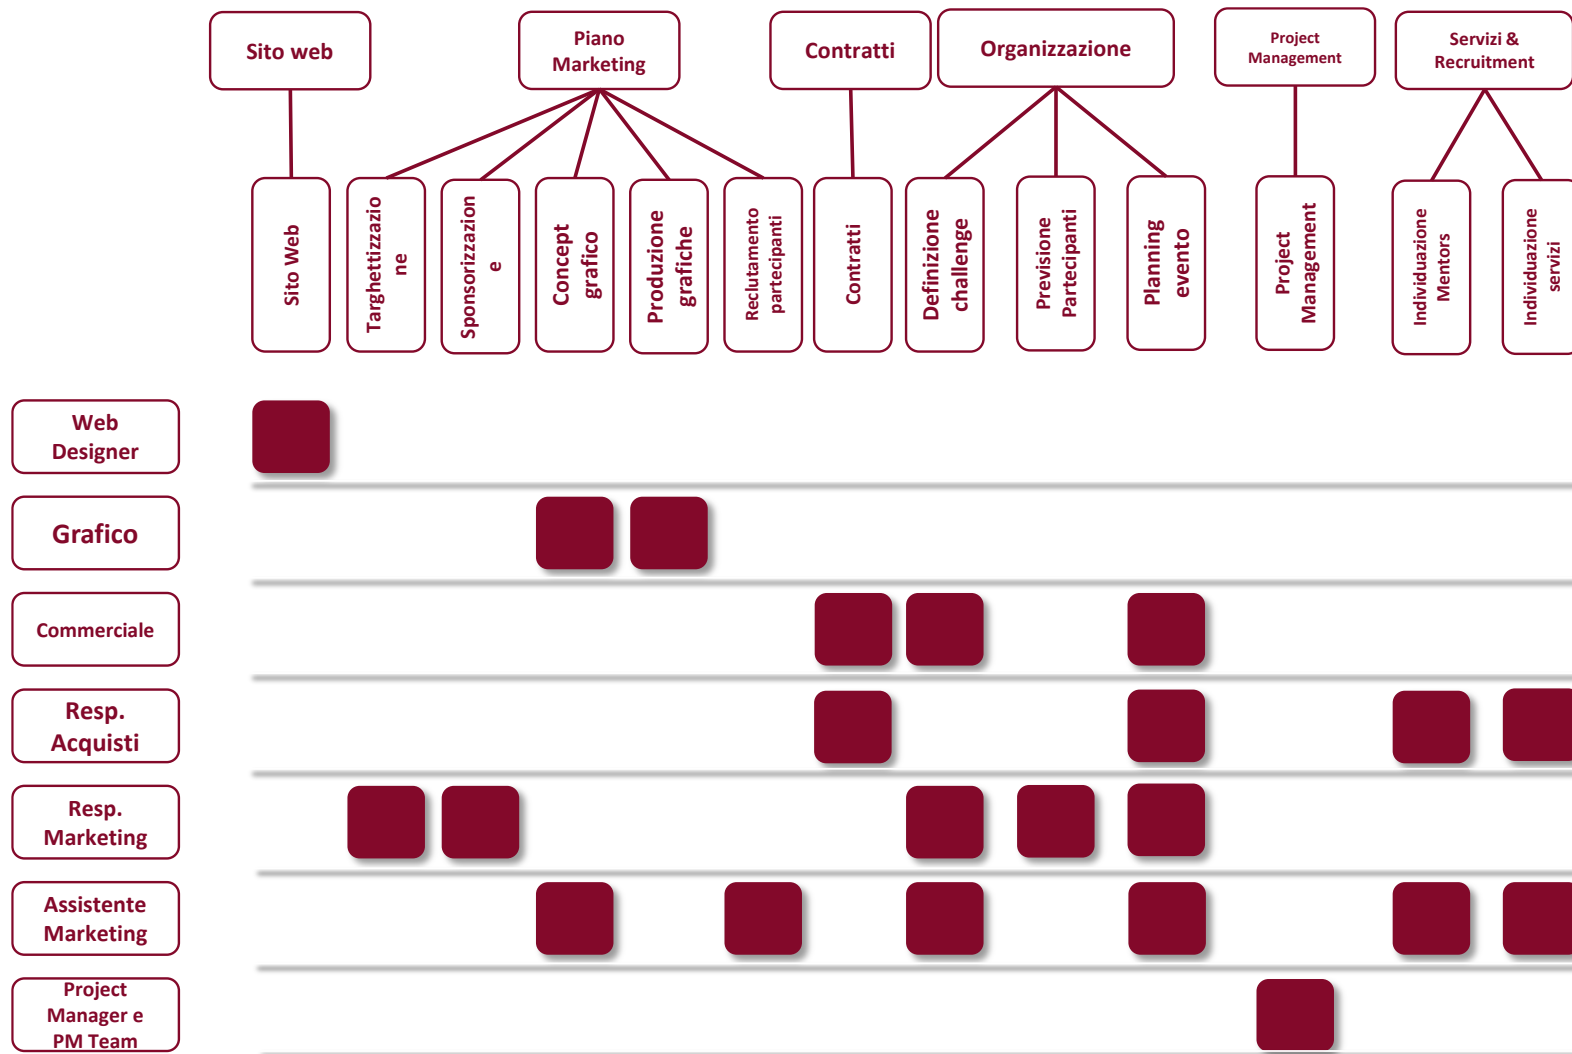 Sito web
Piano
Marketing
Contratti
Organizzazione
Project
Management
Servizi &
Recruitment
Sito Web
Targhettizzazio
ne
Sponsorizzazion
e
Concept
grafico
Produzione
grafiche
Reclutamento
partecipanti
Contratti
Definizione
challenge
Previsione
Partecipanti
Planning
evento
Project
Management
Individuazione
Mentors
Individuazione
servizi
Web
Designer
Grafico
Commerciale
Resp.
Acquisti
Resp.
Marketing
Assistente
Marketing
Project
Manager e
PM Team